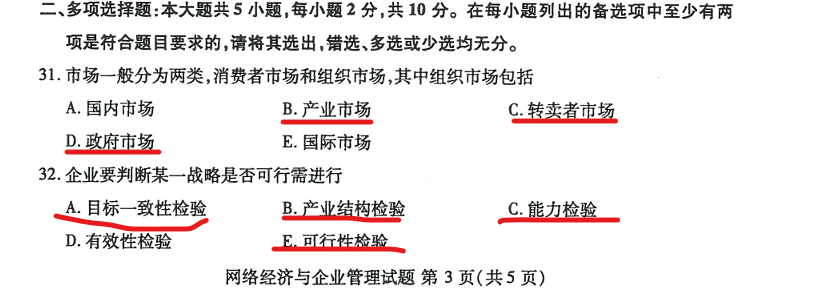 二、多项选择题:本大题共 5 小题,每小题 2 分,共 10 分。在每小题列出的备选项中至少有两
项是符合题目要求的,请将其选出,错选、多选或少选均无分。
31. 市场一般分为两类,消费者市场和组织市场,其中组织市场包括
A. 国内市场 B. 产业市场 C. 转卖者市场
D. 政府市场 E. 国际市场
32. 企业要判断某一战略是否可行需进行
A. 目标一致性检验 B. 产业结构检验 C. 能力检验
D. 有效性检验 E. 可行性检验
网络经济与企业管理试题 第 3 页(共 5 页)